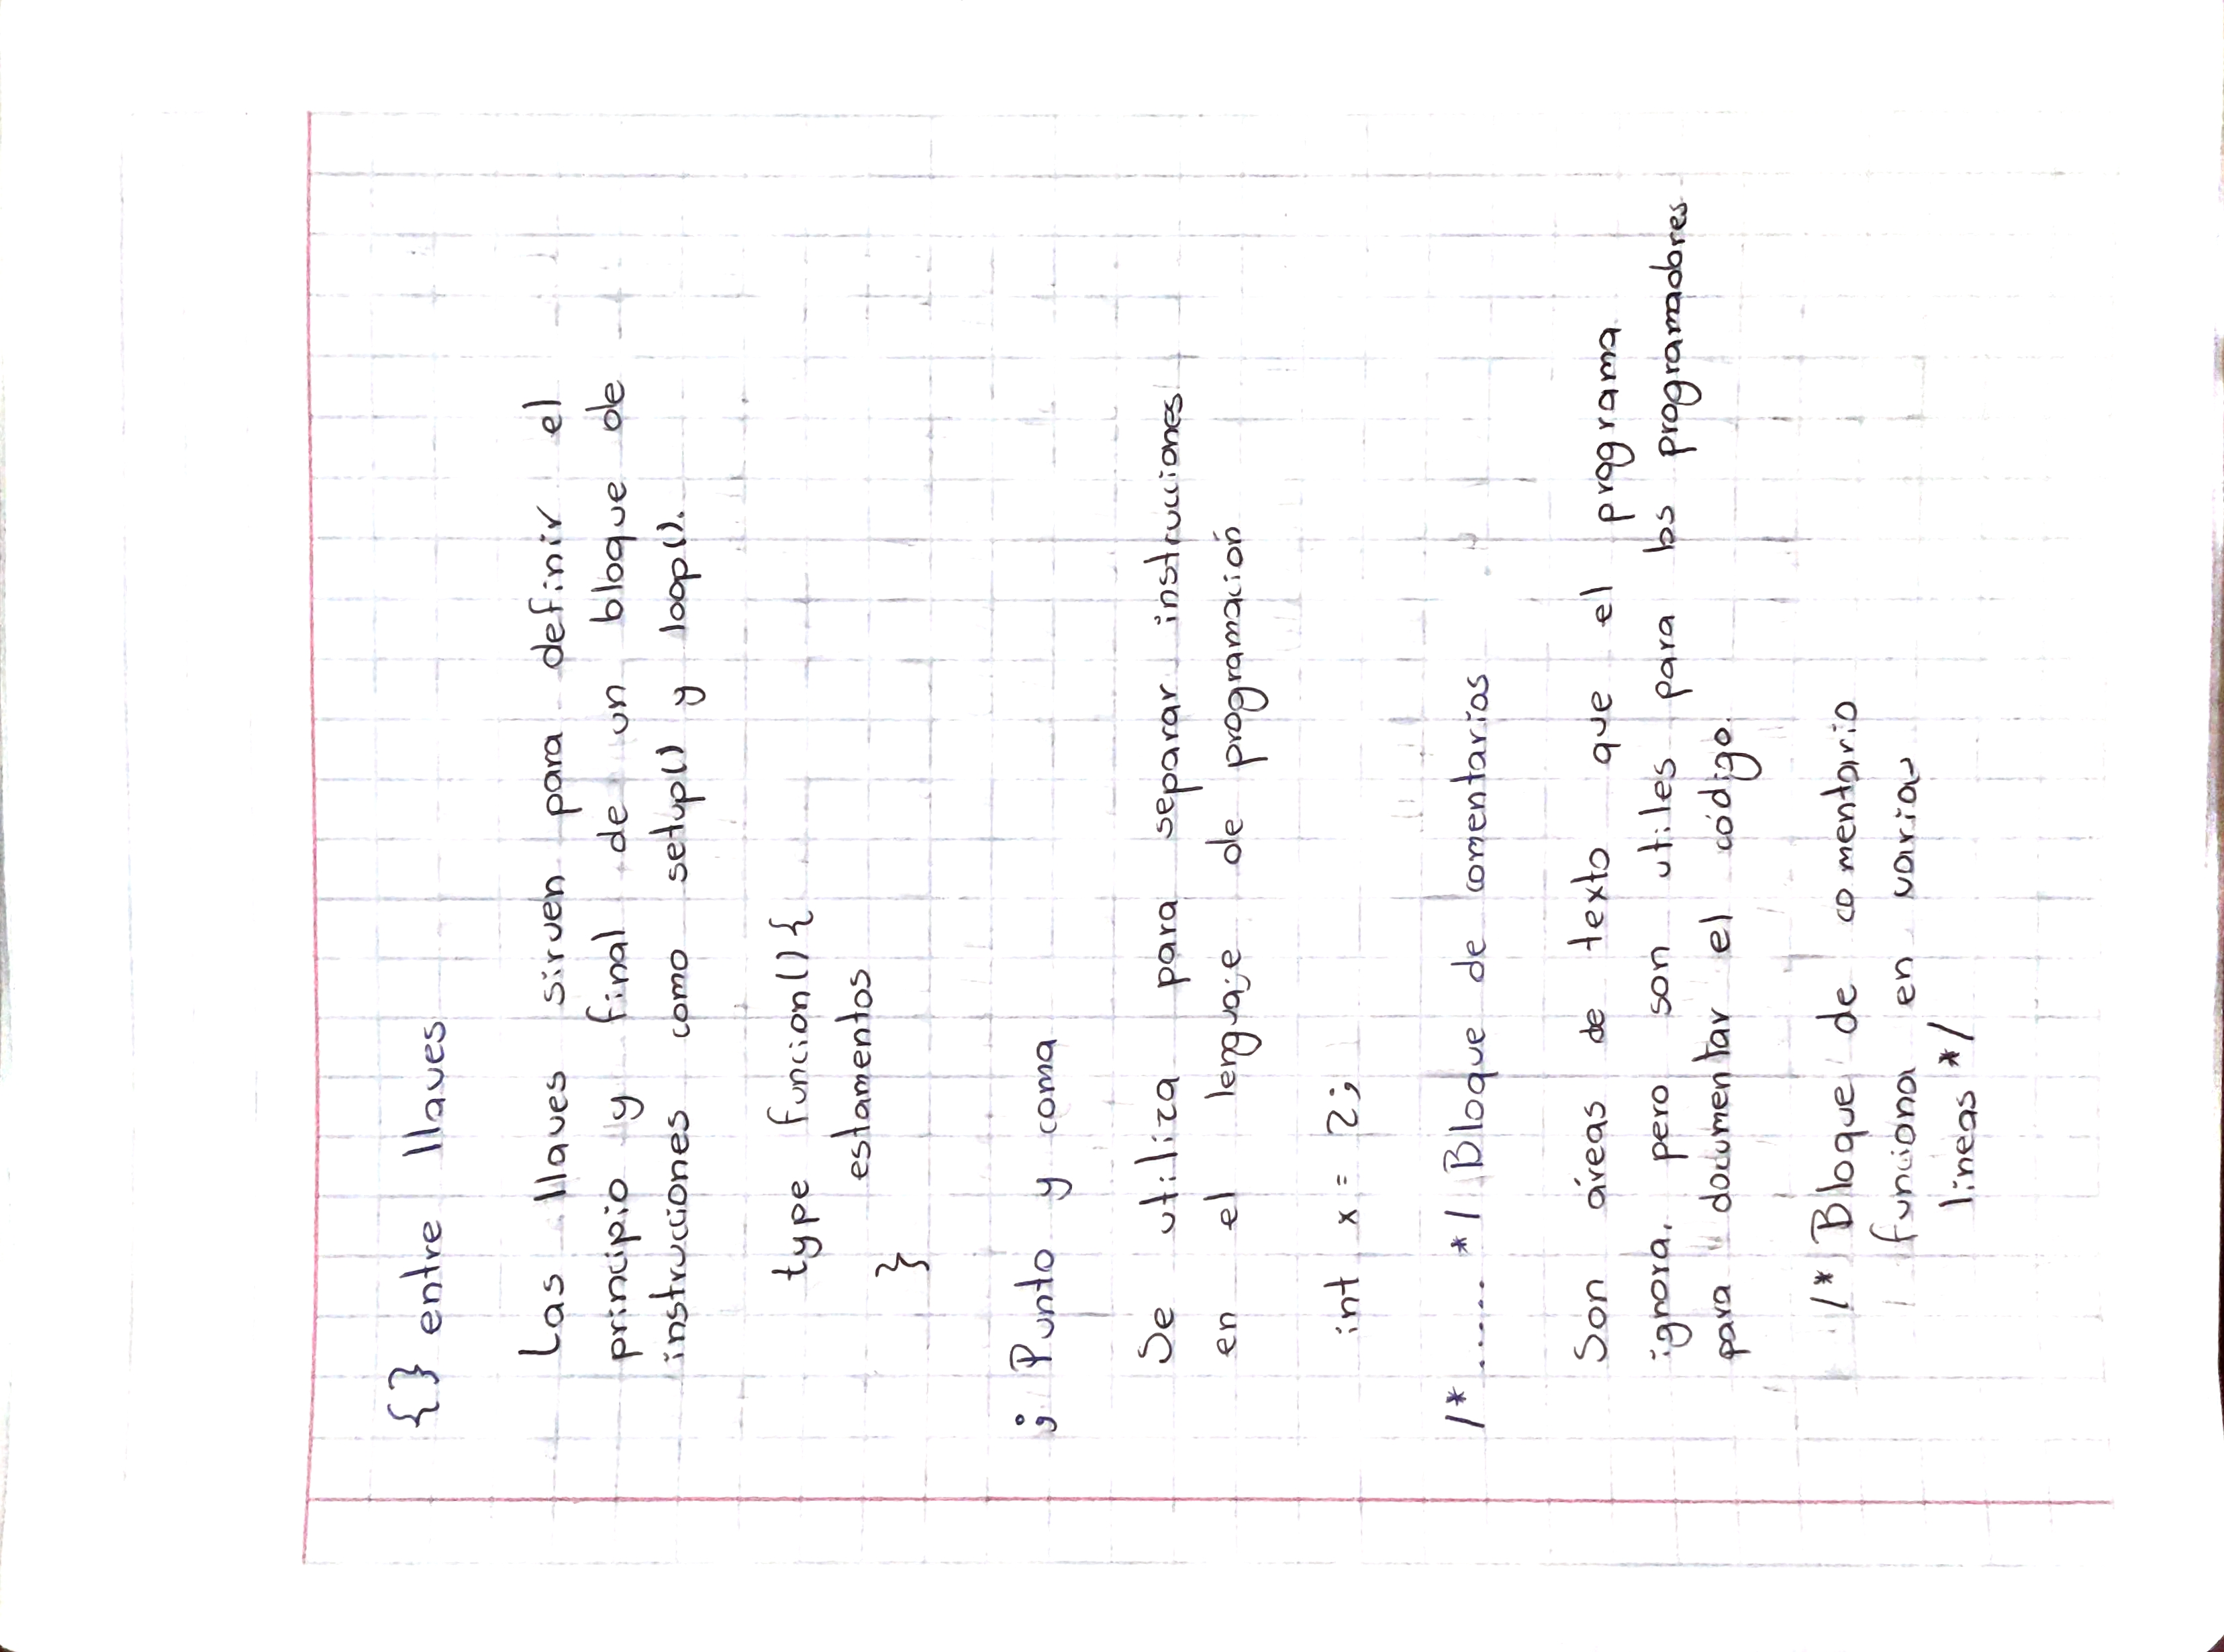 {} entre llaves
Las llaves sirven para definir el
principio y final de un bloque de
instrucciones como setup() y loop().
type funcion(){
estamentos
}
; Punto y coma
Se utiliza para separar instrucciones
en el lenguaje de programación
int x = 2;
/*..... */ Bloque de comentarios
Son áreas de texto que el programa
ignora, pero son utiles para los programadores
para documentar el código.
/* Bloque de comentario
funciona en varias
lineas */